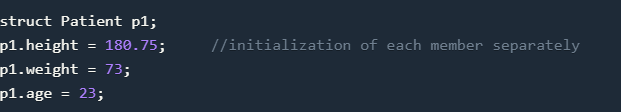 struct Patient p1;
p1.height = 180.75;     //initialization of each member separately
p1.weight = 73;
p1.age = 23;